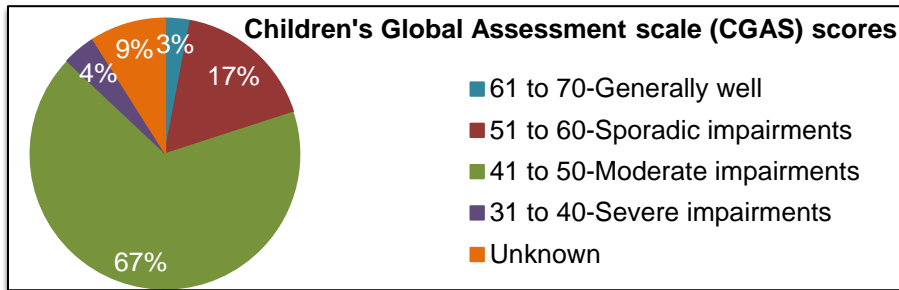 Children's Global Assessment scale (CGAS) scores
9%
3%
4%
17%
67%
61 to 70-Generally well
51 to 60-Sporadic impairments
41 to 50-Moderate impairments
31 to 40-Severe impairments
Unknown